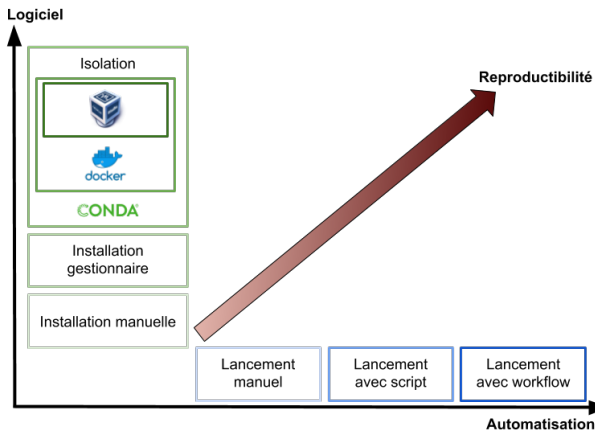 Logiciel
Isolation
docker
CONDA
Installation
gestionnaire
Installation manuelle
Reproductibilité
Lancement
manuel
Lancement
avec script
Lancement
avec workflow
Automatisation